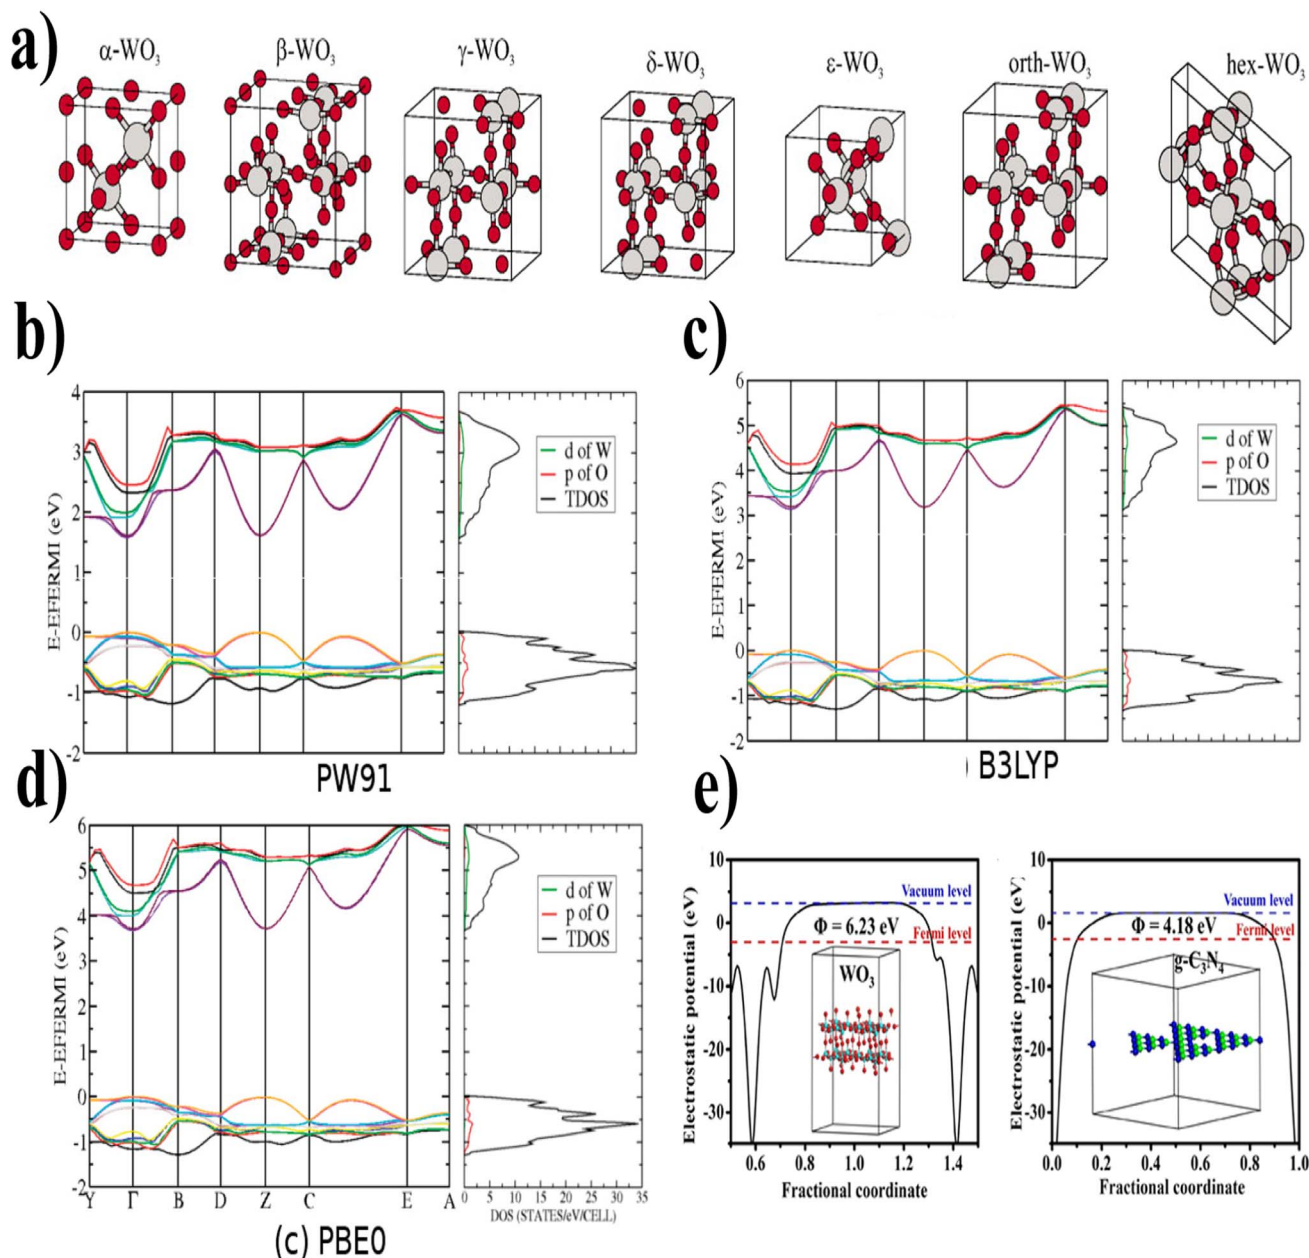 a)
α-WO₃
β-WO₃
γ-WO₃
δ-WO₃
ε-WO₃
orth-WO₃
hex-WO₃
b)
E-EFERMI (eV)
4
3
2
1
0
-1
-2
d of W
p of O
TDOS
PW91
c)
E-EFERMI (eV)
6
5
4
3
2
1
0
-1
-2
d of W
p of O
TDOS
) B3LYP
d)
E-EFERMI (eV)
6
5
4
3
2
1
0
-1
-2
Y Γ B D Z C E A
d of W
p of O
TDOS
0 5 10 15 20 25 30 35
DOS (STATES/eV/CELL)
(c) PBE0
e)
Electrostatic potential (eV)
10
0
-10
-20
-30
Vacuum level
Φ = 6.23 eV
Fermi level
WO₃
0.6 0.8 1.0 1.2 1.4
Fractional coordinate
Electrostatic potential (eV)
10
0
-10
-20
-30
Vacuum level
Φ = 4.18 eV
Fermi level
g-C₃N₄
0.0 0.2 0.4 0.6 0.8 1.0
Fractional coordinate